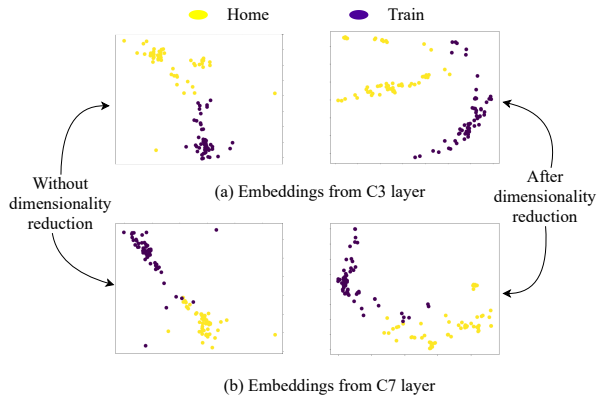 Home Train
Without
dimensionality
reduction
After
dimensionality
reduction
(a) Embeddings from C3 layer
(b) Embeddings from C7 layer